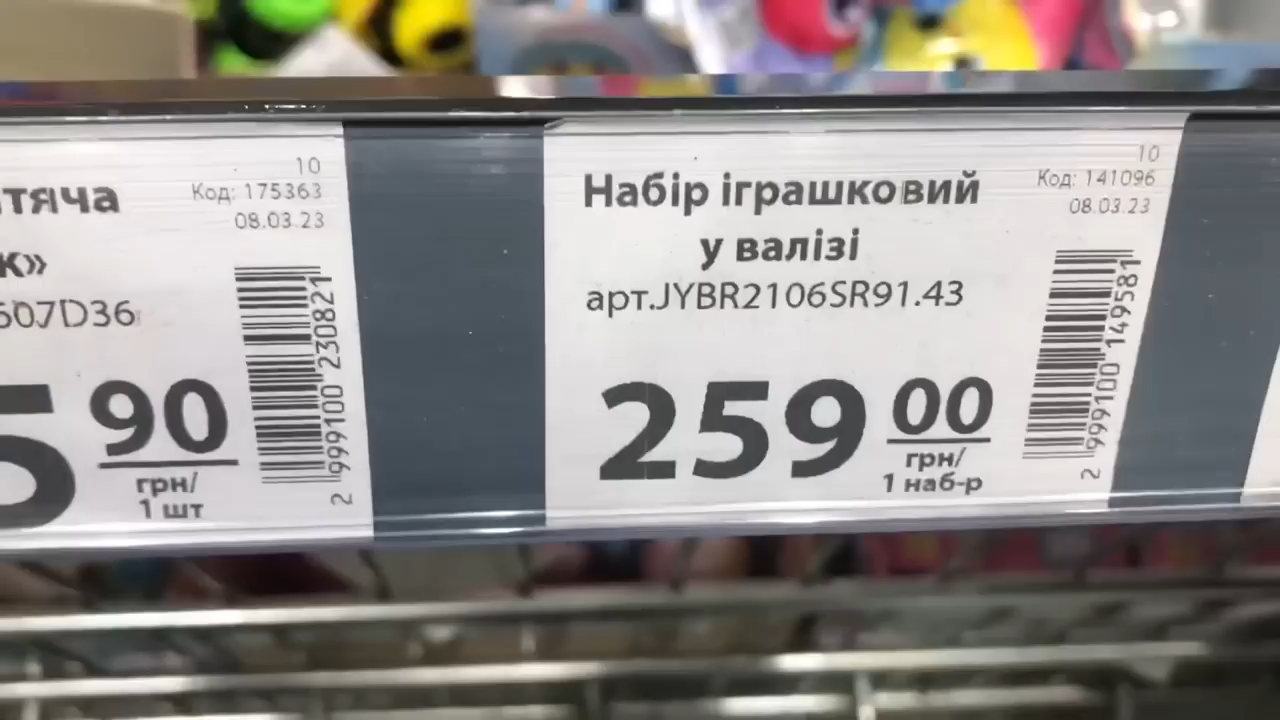 тяча
к»
607D36
10
Код: 175363
08.03.23
90
грн/
1 шт
2 999100 230821
Набір іграшковий
у валізі
арт.JYBR2106SR91.43
10
Код: 141096
08.03.23
259 00
грн/
1 наб-р
2 999100 149581